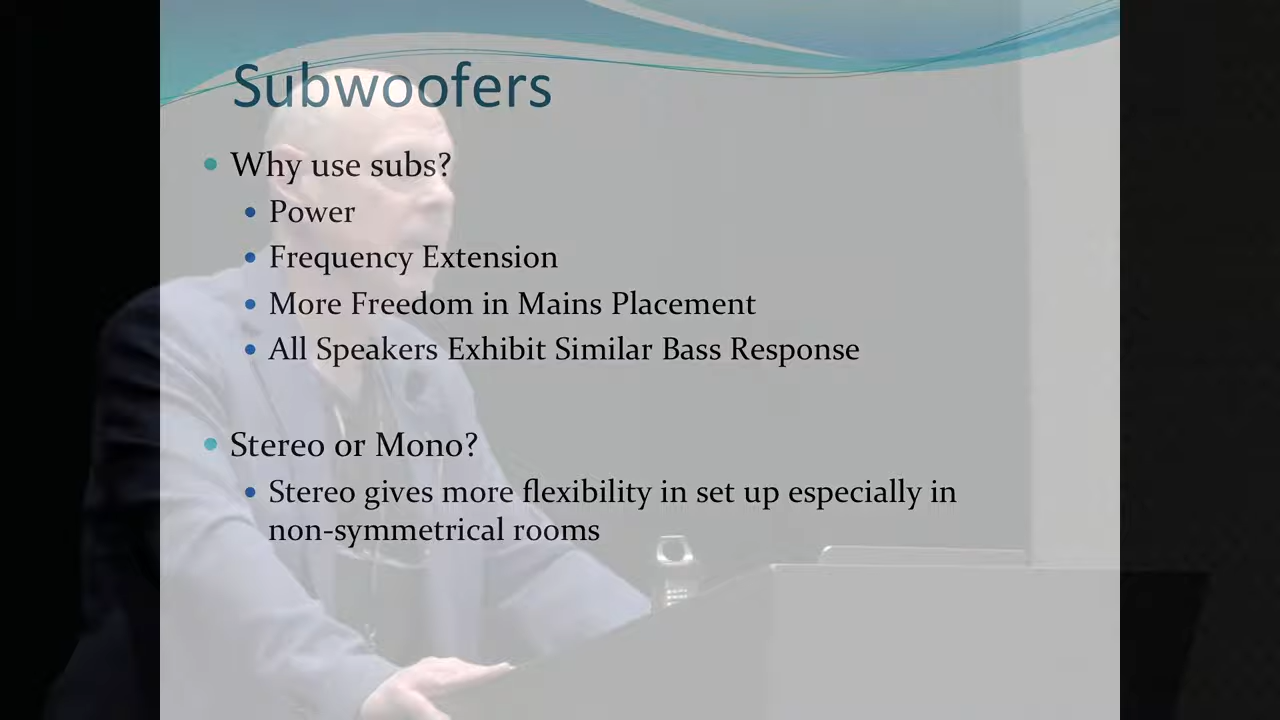 Subwoofers
• Why use subs?
• Power
• Frequency Extension
• More Freedom in Mains Placement
• All Speakers Exhibit Similar Bass Response
• Stereo or Mono?
• Stereo gives more flexibility in set up especially in
non-symmetrical rooms